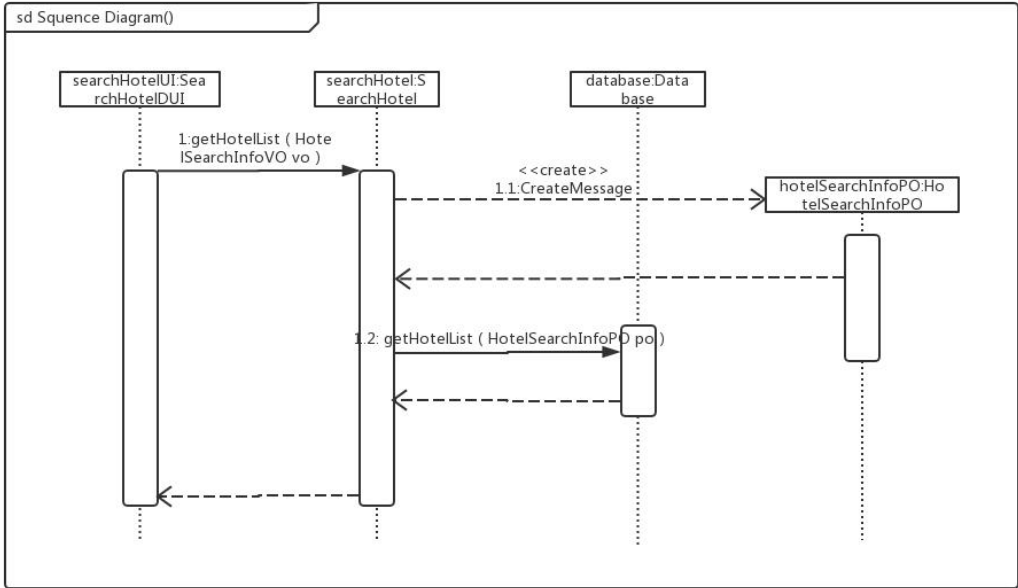 sd Squence Diagram()
searchHotelUI:Sea
rchHotelDUI
searchHotel:S
earchHotel
database:Data
base
1:getHotelList ( Hote
lSearchInfoVO vo )
<<create>>
1.1:CreateMessage
hotelSearchInfoPO:Ho
telSearchInfoPO
1.2: getHotelList ( HotelSearchInfoPO po )